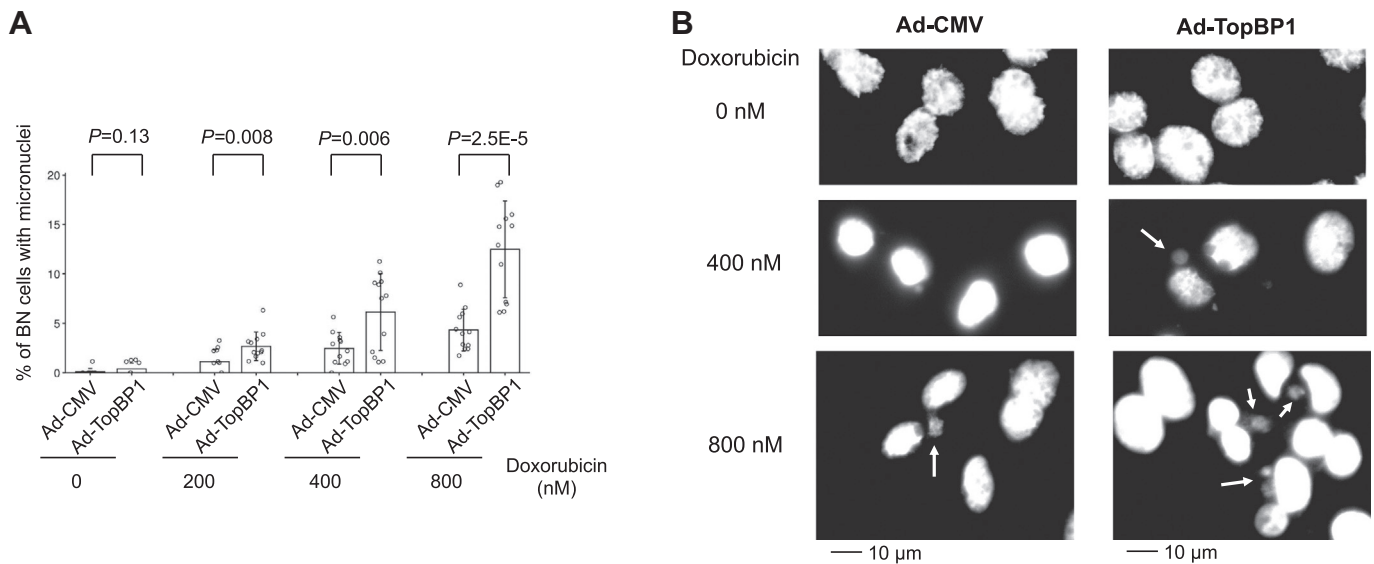 A
P=0.13
P=0.008
P=0.006
P=2.5E-5
% of BN cells with micronuclei
20
15
10
5
0
Ad-CMV
Ad-TopBP1
Ad-CMV
Ad-TopBP1
Ad-CMV
Ad-TopBP1
Ad-CMV
Ad-TopBP1
0
200
400
800
Doxorubicin
(nM)
B
Ad-CMV
Ad-TopBP1
Doxorubicin
0 nM
400 nM
800 nM
10 µm
10 µm